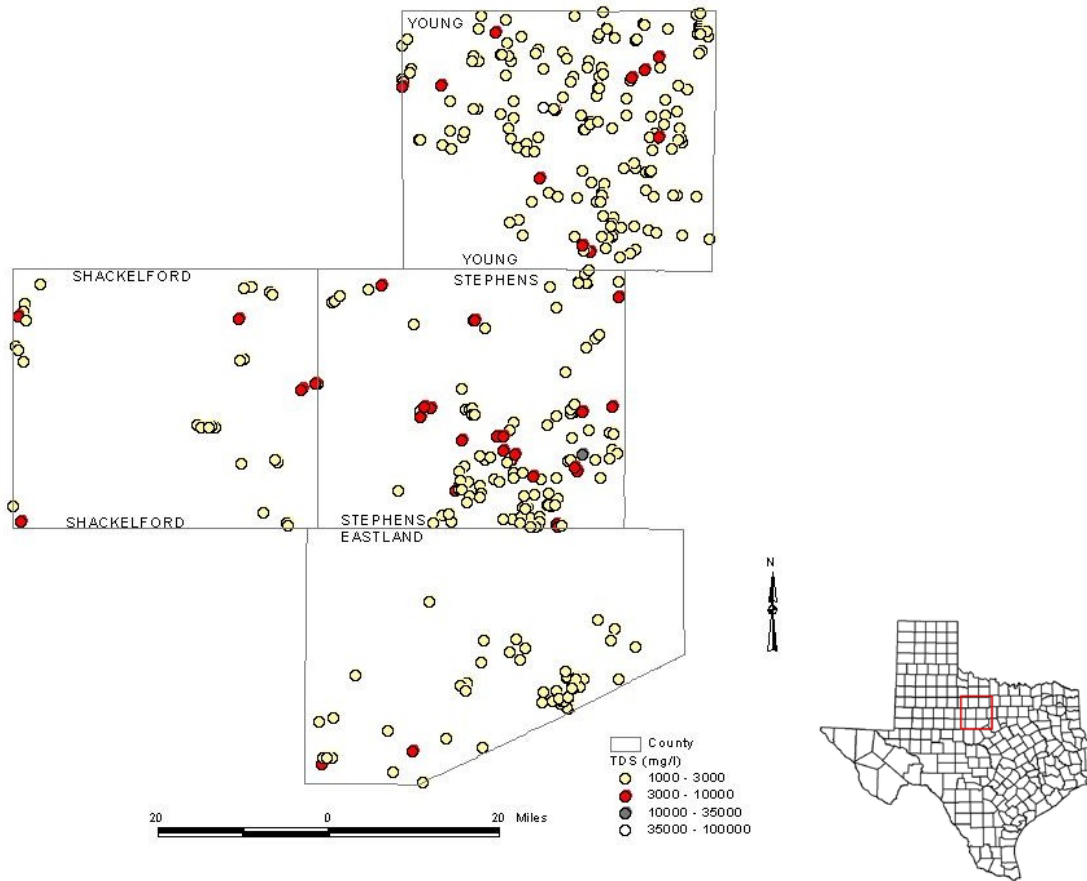 YOUNG
YOUNG
SHACKELFORD
STEPHENS
SHACKELFORD
STEPHENS
EASTLAND
N
County
TDS (mg/l)
1000 - 3000
3000 - 10000
10000 - 35000
35000 - 100000
20 0 20 Miles